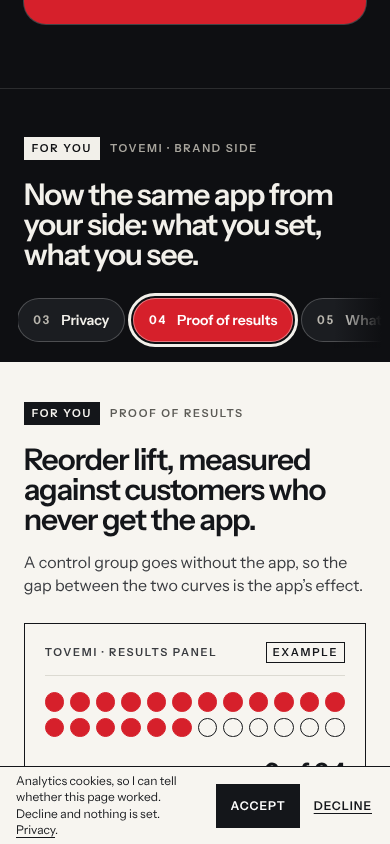 FOR YOU TOVEMI · BRAND SIDE
Now the same app from
your side: what you set,
what you see.
03 Privacy 04 Proof of results 05 What
FOR YOU PROOF OF RESULTS
Reorder lift, measured
against customers who
never get the app.
A control group goes without the app, so the
gap between the two curves is the app’s effect.
TOVEMI · RESULTS PANEL EXAMPLE
Analytics cookies, so I can tell
whether this page worked.
Decline and nothing is set.
Privacy.
ACCEPT DECLINE